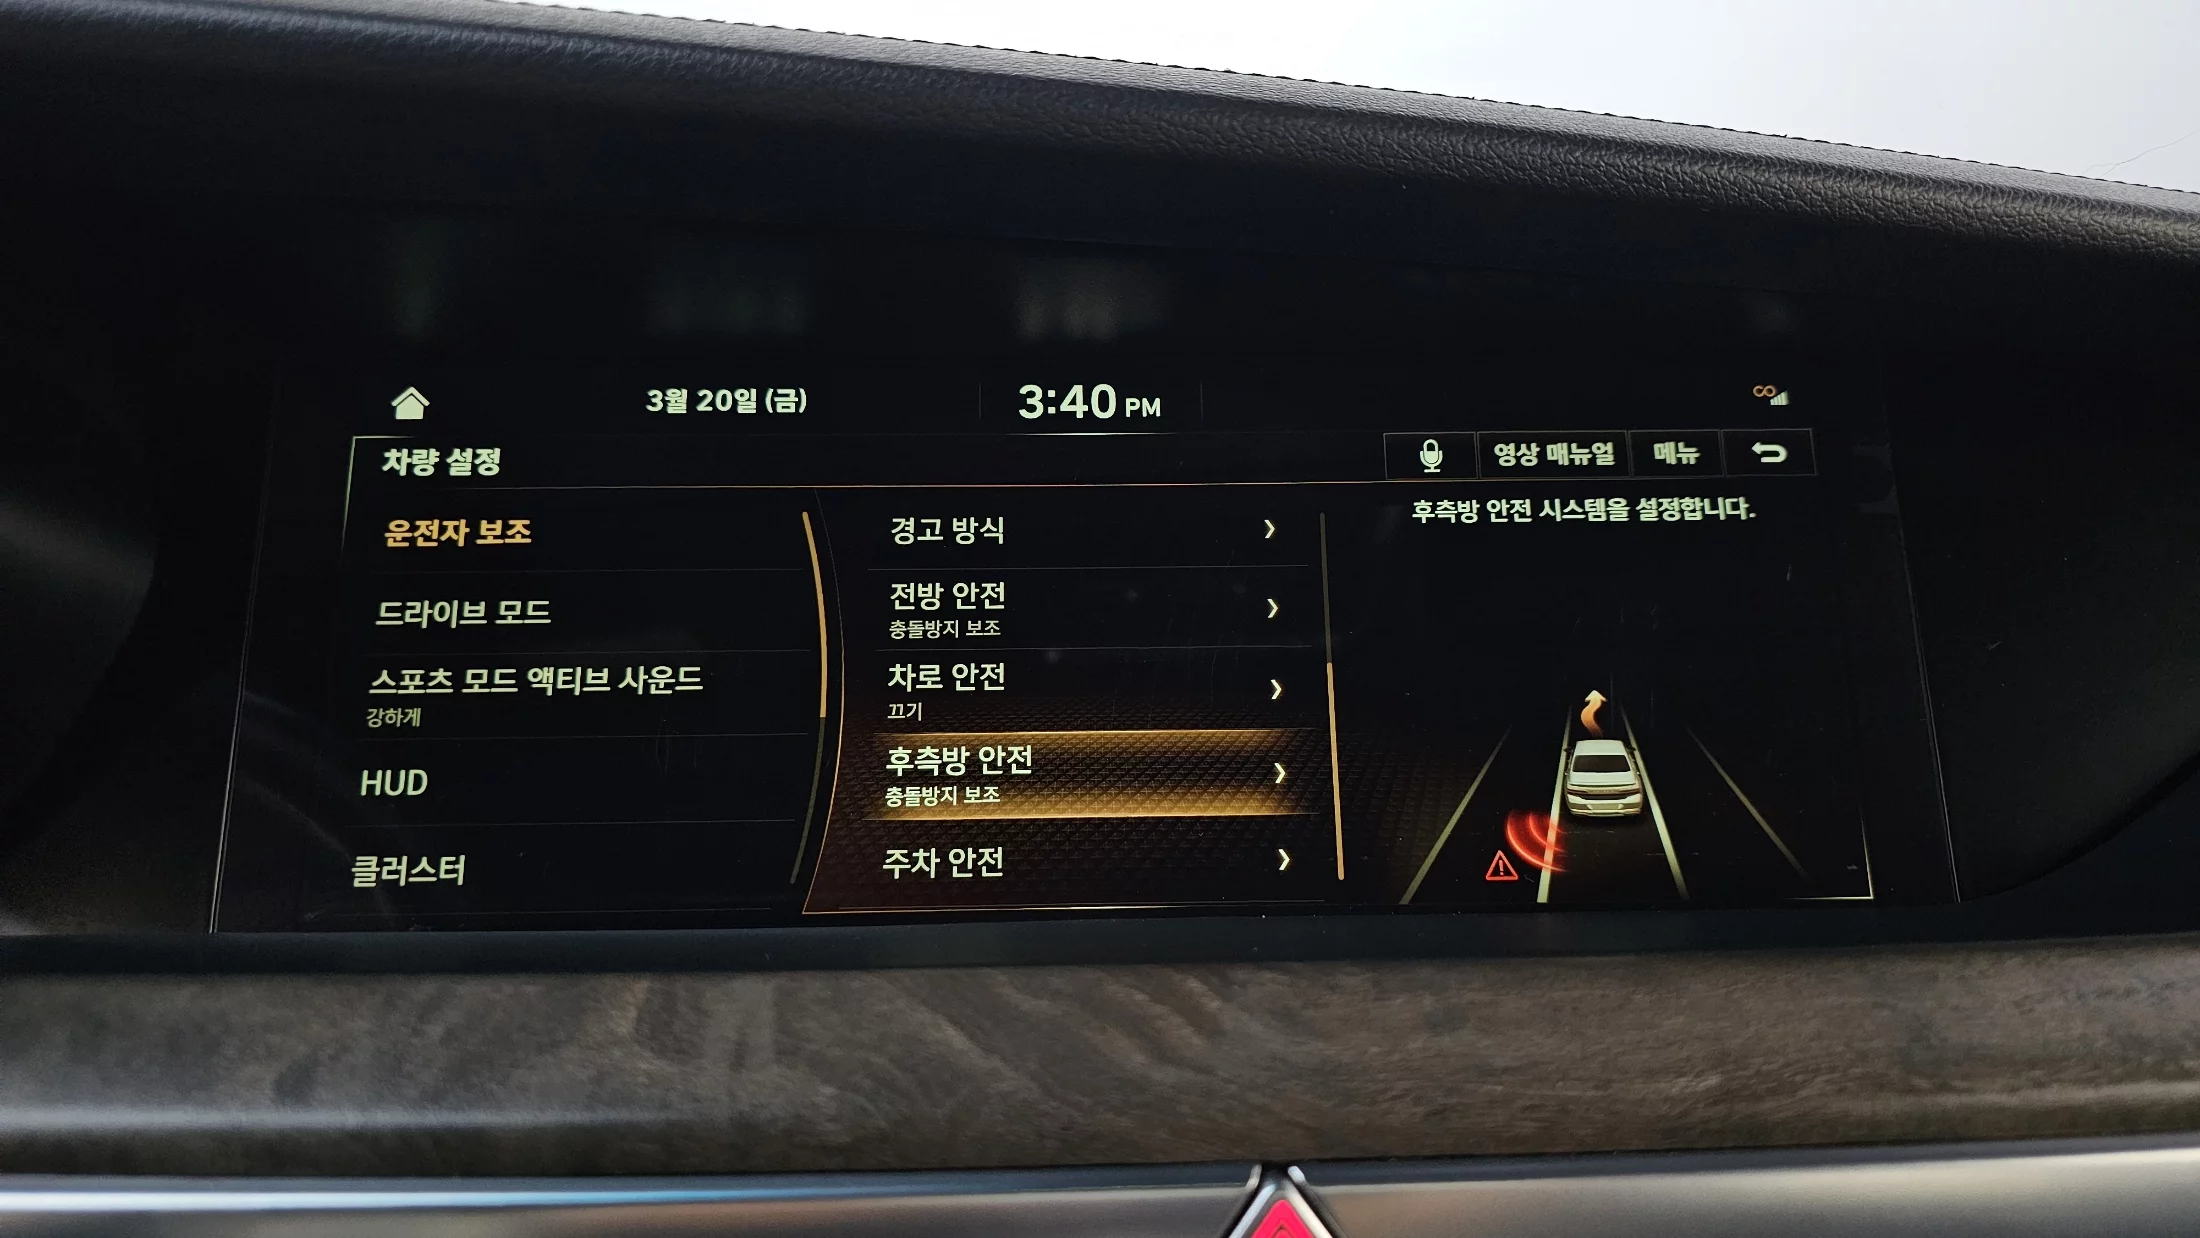 3월 20일 (금)
3:40 PM
차량 설정
영상 매뉴얼
메뉴
운전자 보조
드라이브 모드
스포츠 모드 액티브 사운드
강하게
HUD
클러스터
경고 방식
전방 안전
충돌방지 보조
차로 안전
끄기
후측방 안전
충돌방지 보조
주차 안전
후측방 안전 시스템을 설정합니다.